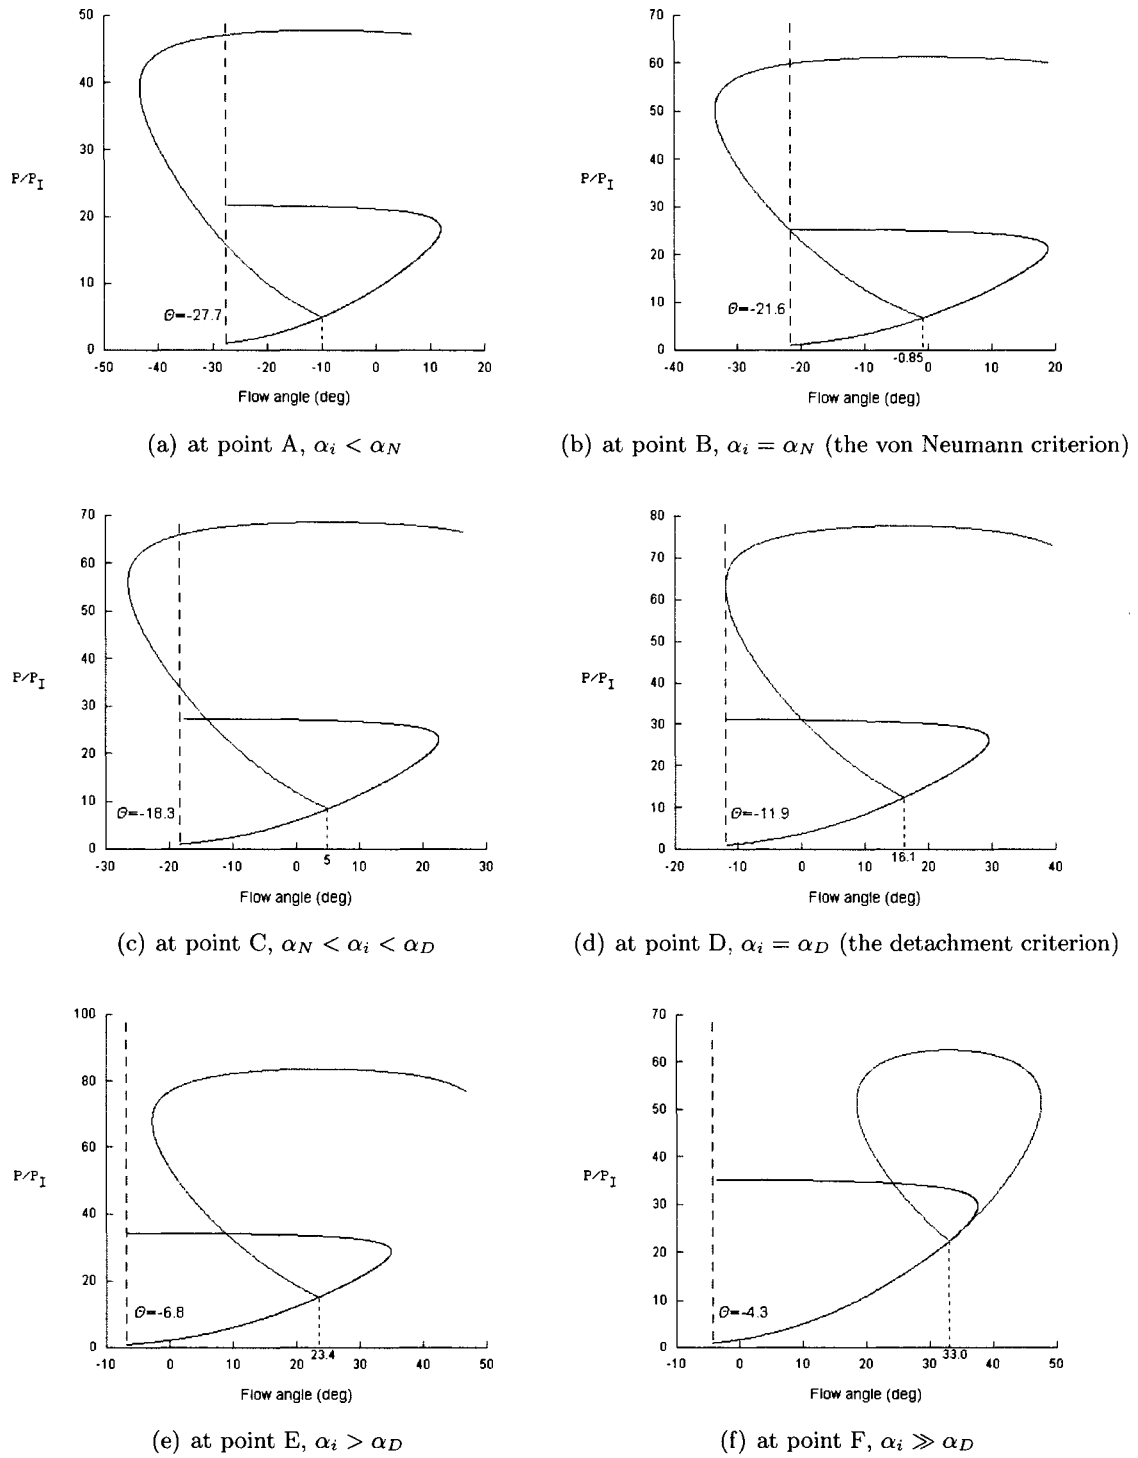 50
40
30
P/P_I
20
10
0
Θ=-27.7
-50 -40 -30 -20 -10 0 10 20
Flow angle (deg)
(a) at point A, α_i < α_N
70
60
50
40
P/P_I
30
20
10
0
Θ=-21.6
-0.85
-40 -30 -20 -10 0 10 20
Flow angle (deg)
(b) at point B, α_i = α_N (the von Neumann criterion)
70
60
50
40
P/P_I
30
20
10
0
Θ=-18.3
5
-30 -20 -10 0 10 20 30
Flow angle (deg)
(c) at point C, α_N < α_i < α_D
80
70
60
50
40
P/P_I
30
20
10
0
Θ=-11.9
16.1
-20 -10 0 10 20 30 40
Flow angle (deg)
(d) at point D, α_i = α_D (the detachment criterion)
100
80
60
P/P_I
40
20
0
Θ=-6.8
23.4
-10 0 10 20 30 40 50
Flow angle (deg)
(e) at point E, α_i > α_D
70
60
50
40
P/P_I
30
20
10
0
Θ=-4.3
33.0
-10 0 10 20 30 40 50
Flow angle (deg)
(f) at point F, α_i ≫ α_D